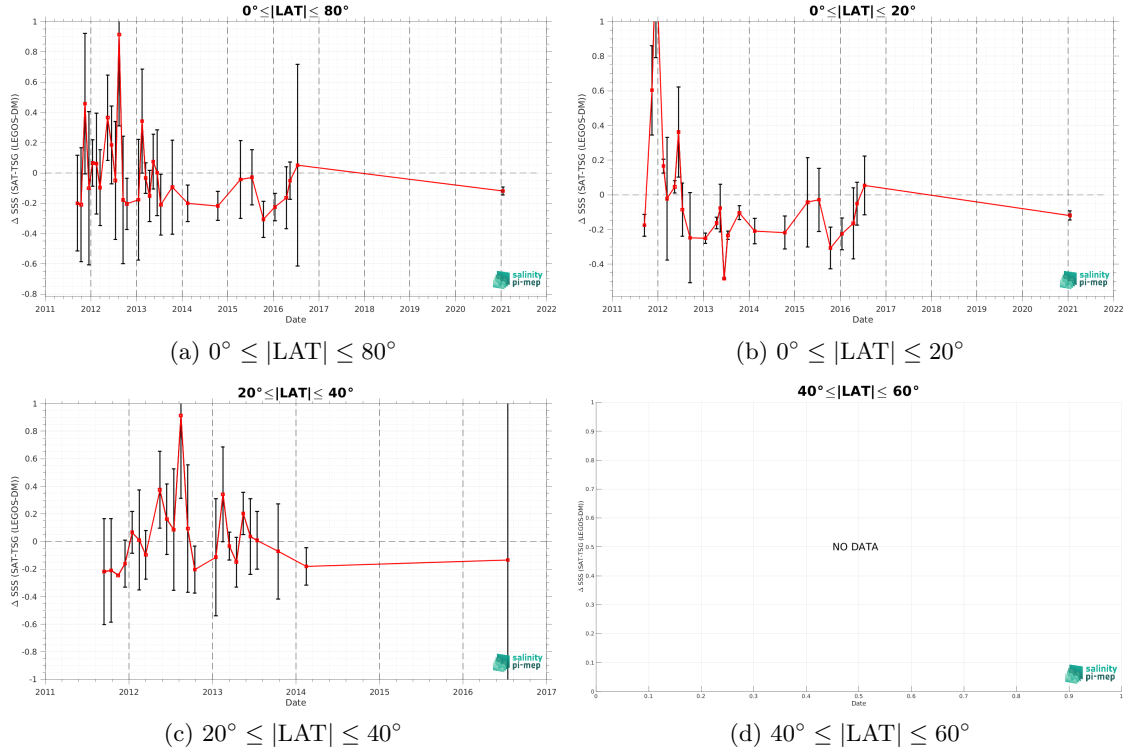 0°≤|LAT|≤ 80°
Δ SSS (SAT-TSG (LEGOS-DM))
1
0.8
0.6
0.4
0.2
0
-0.2
-0.4
-0.6
-0.8
2011 2012 2013 2014 2015 2016 2017 2018 2019 2020 2021 2022
Date
salinity
pi-mep
(a) 0° ≤ |LAT| ≤ 80°
0°≤|LAT|≤ 20°
Δ SSS (SAT-TSG (LEGOS-DM))
1
0.8
0.6
0.4
0.2
0
-0.2
-0.4
2011 2012 2013 2014 2015 2016 2017 2018 2019 2020 2021 2022
Date
salinity
pi-mep
(b) 0° ≤ |LAT| ≤ 20°
20°≤|LAT|≤ 40°
Δ SSS (SAT-TSG (LEGOS-DM))
1
0.8
0.6
0.4
0.2
0
-0.2
-0.4
-0.6
-0.8
-1
2011 2012 2013 2014 2015 2016 2017
Date
salinity
pi-mep
(c) 20° ≤ |LAT| ≤ 40°
40°≤|LAT|≤ 60°
Δ SSS (SAT-TSG (LEGOS-DM))
1
0.9
0.8
0.7
0.6
0.5
0.4
0.3
0.2
0.1
0
NO DATA
0 0.1 0.2 0.3 0.4 0.5 0.6 0.7 0.8 0.9 1
Date
salinity
pi-mep
(d) 40° ≤ |LAT| ≤ 60°